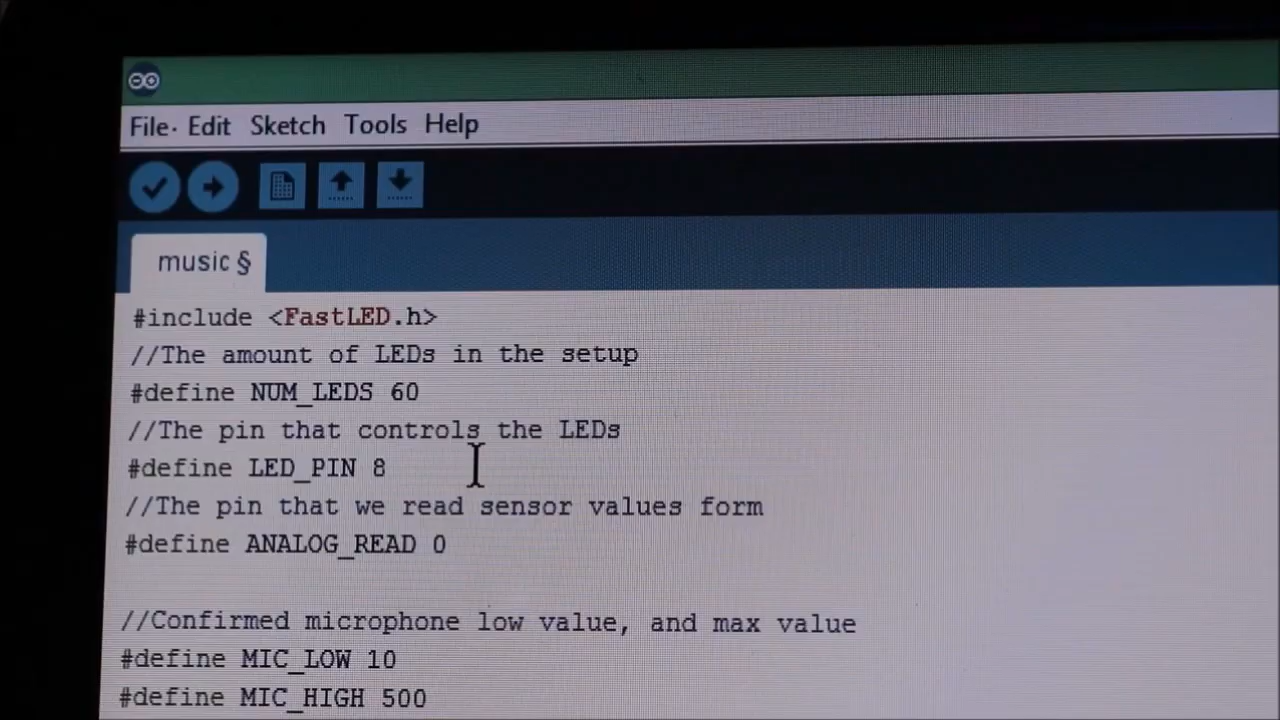 File Edit Sketch Tools Help
music §
#include <FastLED.h>
//The amount of LEDs in the setup
#define NUM_LEDS 60
//The pin that controls the LEDs
#define LED_PIN 8
//The pin that we read sensor values form
#define ANALOG_READ 0
//Confirmed microphone low value, and max value
#define MIC_LOW 10
#define MIC_HIGH 500